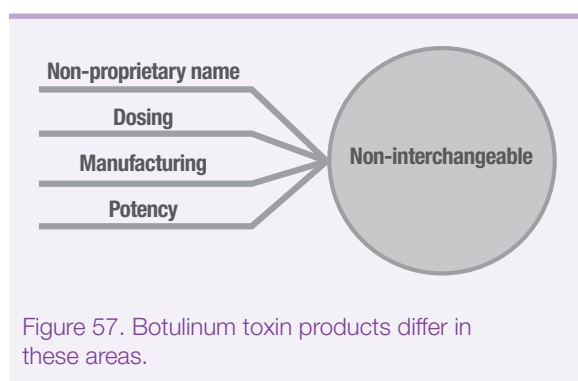 Non-proprietary name
Dosing
Manufacturing
Potency
Non-interchangeable
Figure 57. Botulinum toxin products differ in
these areas.